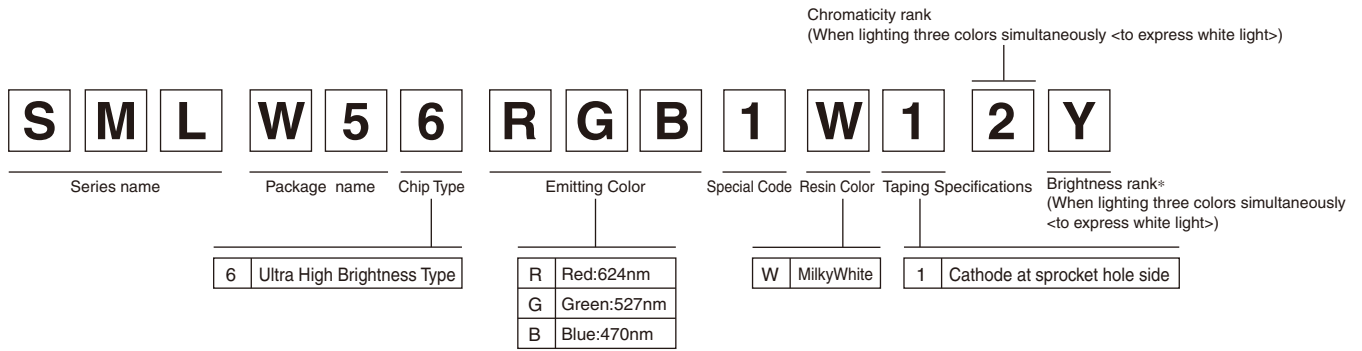 Chromaticity rank
(When lighting three colors simultaneously <to express white light>)
S M L W 5 6 R G B 1 W 1 2 Y
Series name Package name Chip Type Emitting Color Special Code Resin Color Taping Specifications Brightness rank*
(When lighting three colors simultaneously
<to express white light>)
6 Ultra High Brightness Type
R Red:624nm
G Green:527nm
B Blue:470nm
W MilkyWhite
1 Cathode at sprocket hole side